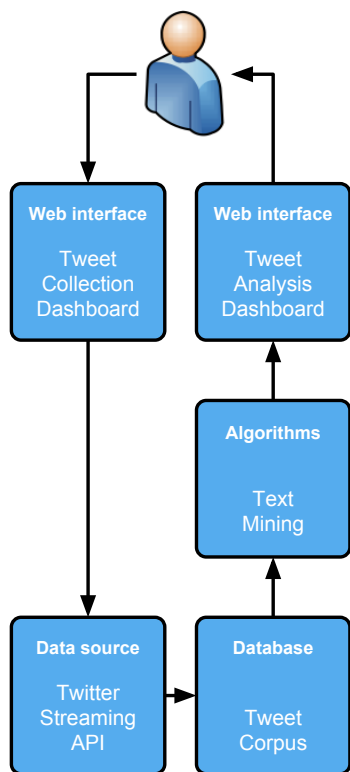 Web interface
Tweet
Collection
Dashboard
Web interface
Tweet
Analysis
Dashboard
Algorithms
Text
Mining
Data source
Twitter
Streaming
API
Database
Tweet
Corpus